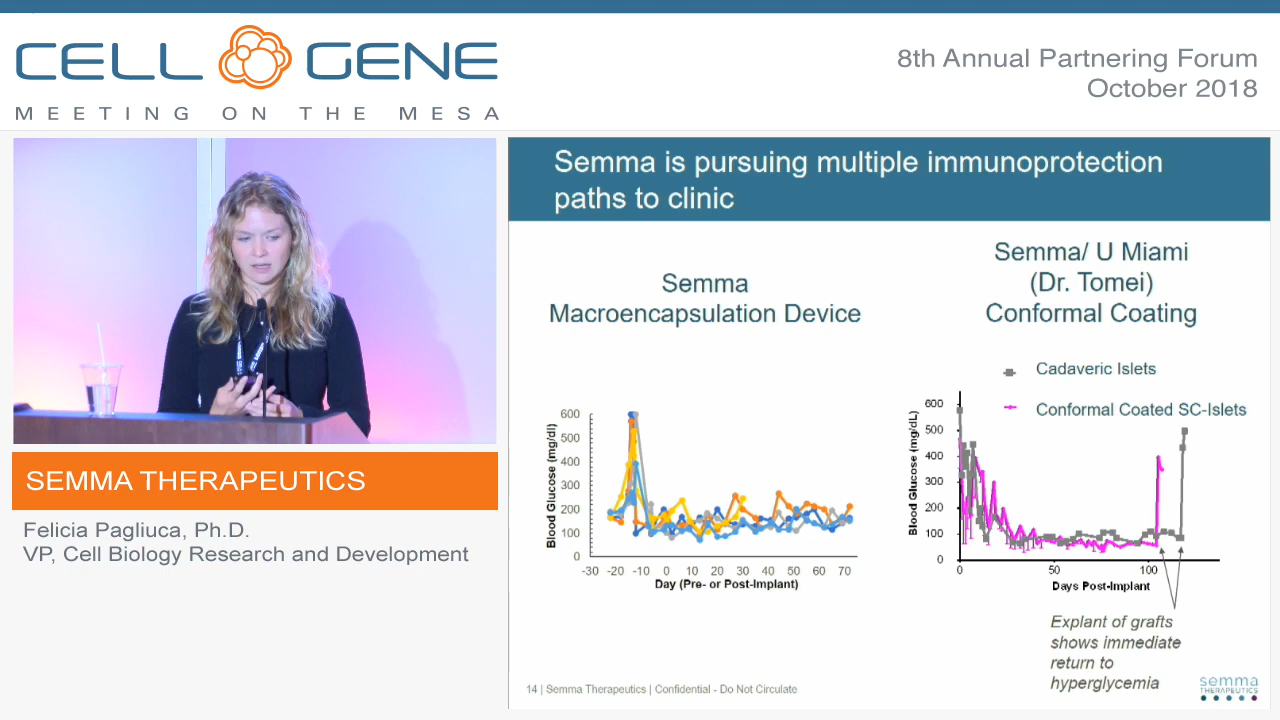 CELL GENE
MEETING ON THE MESA
8th Annual Partnering Forum
October 2018
SEMMA THERAPEUTICS
Felicia Pagliuca, Ph.D.
VP, Cell Biology Research and Development
Semma is pursuing multiple immunoprotection
paths to clinic
Semma
Macroencapsulation Device
600
500
400
300
200
100
0
Blood Glucose (mg/dl)
-30 -20 -10 0 10 20 30 40 50 60 70
Day (Pre- or Post-Implant)
Semma/ U Miami
(Dr. Tomei)
Conformal Coating
Cadaveric Islets
Conformal Coated SC-Islets
600
500
400
300
200
100
0
Blood Glucose (mg/dL)
0 50 100
Days Post-Implant
Explant of grafts
shows immediate
return to
hyperglycemia
14 | Semma Therapeutics | Confidential - Do Not Circulate
semma
THERAPEUTICS